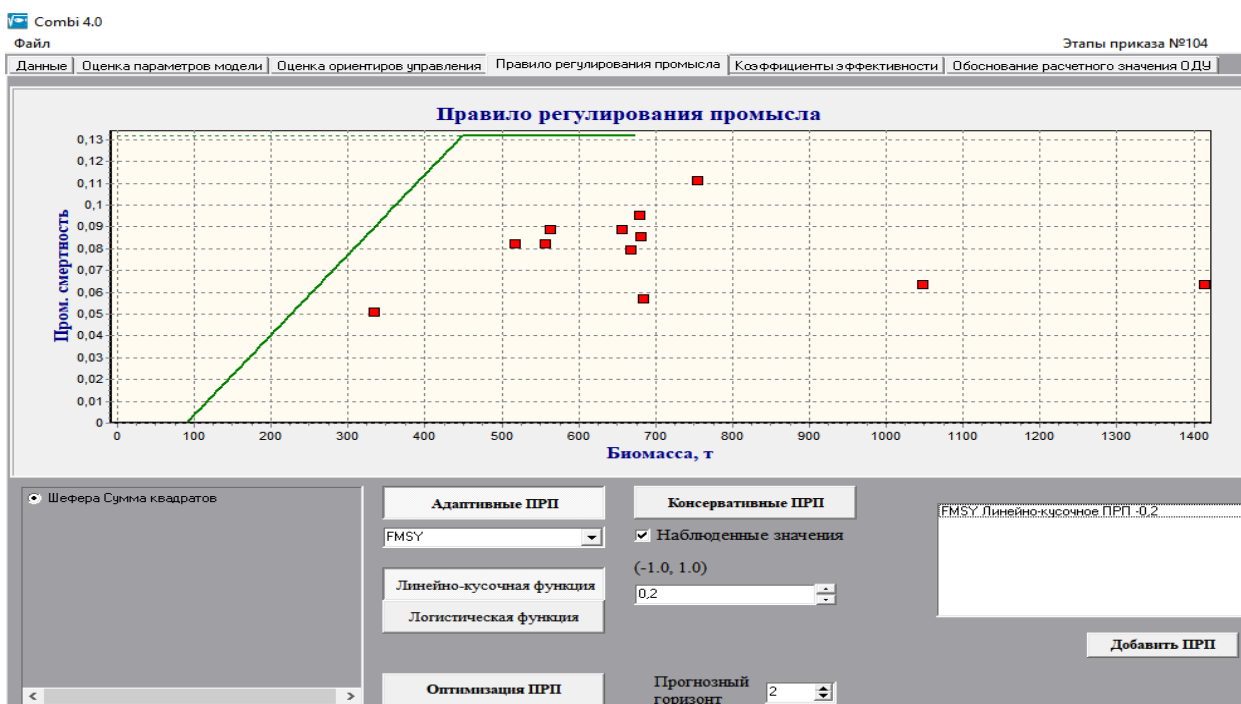 Combi 4.0
Файл
Этапы приказа №104
Данные
Оценка параметров модели
Оценка ориентиров управления
Правило регулирования промысла
Коэффициенты эффективности
Обоснование расчетного значения ОДУ
Правило регулирования промысла
Пром. смертность
0,13
0,12
0,11
0,1
0,09
0,08
0,07
0,06
0,05
0,04
0,03
0,02
0,01
0
0 100 200 300 400 500 600 700 800 900 1000 1100 1200 1300 1400
Биомасса, т
Шефера Сумма квадратов
Адаптивные ПРП
FMSY
Линейно-кусочная функция
Логистическая функция
Оптимизация ПРП
Консервативные ПРП
Наблюденные значения
(-1.0, 1.0)
0,2
Прогнозный
горизонт
2
FMSY Линейно-кусочное ПРП -0,2
Добавить ПРП